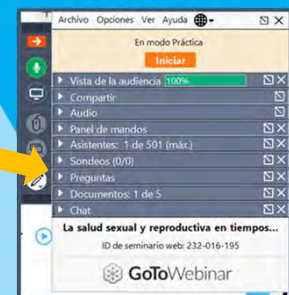 Archivo Opciones Ver Ayuda
En modo Práctica
Iniciar
Vista de la audiencia 100%
Compartir
Audio
Panel de mandos
Asistentes: 1 de 501 (máx.)
Sondeos (0/0)
Preguntas
Documentos: 1 de 5
Chat
La salud sexual y reproductiva en tiempos...
ID de seminario web: 232-016-195
GoToWebinar